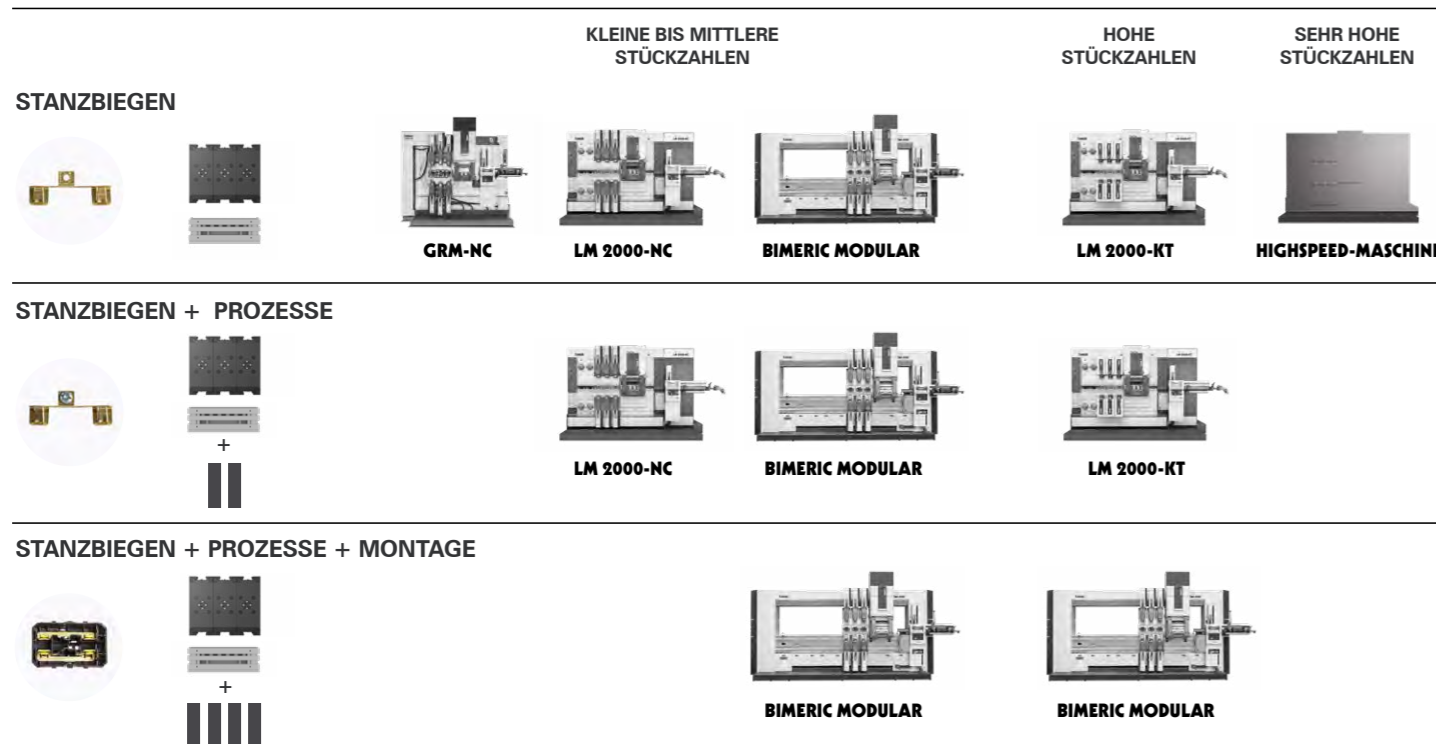 KLEINE BIS MITTLERE
STÜCKZAHLEN
HOHE
STÜCKZAHLEN
SEHR HOHE
STÜCKZAHLEN
STANZBIEGEN
GRM-NC
LM 2000-NC
BIMERIC MODULAR
LM 2000-KT
HIGHSPEED-MASCHINE
STANZBIEGEN + PROZESSE
+
LM 2000-NC
BIMERIC MODULAR
LM 2000-KT
STANZBIEGEN + PROZESSE + MONTAGE
+
BIMERIC MODULAR
BIMERIC MODULAR